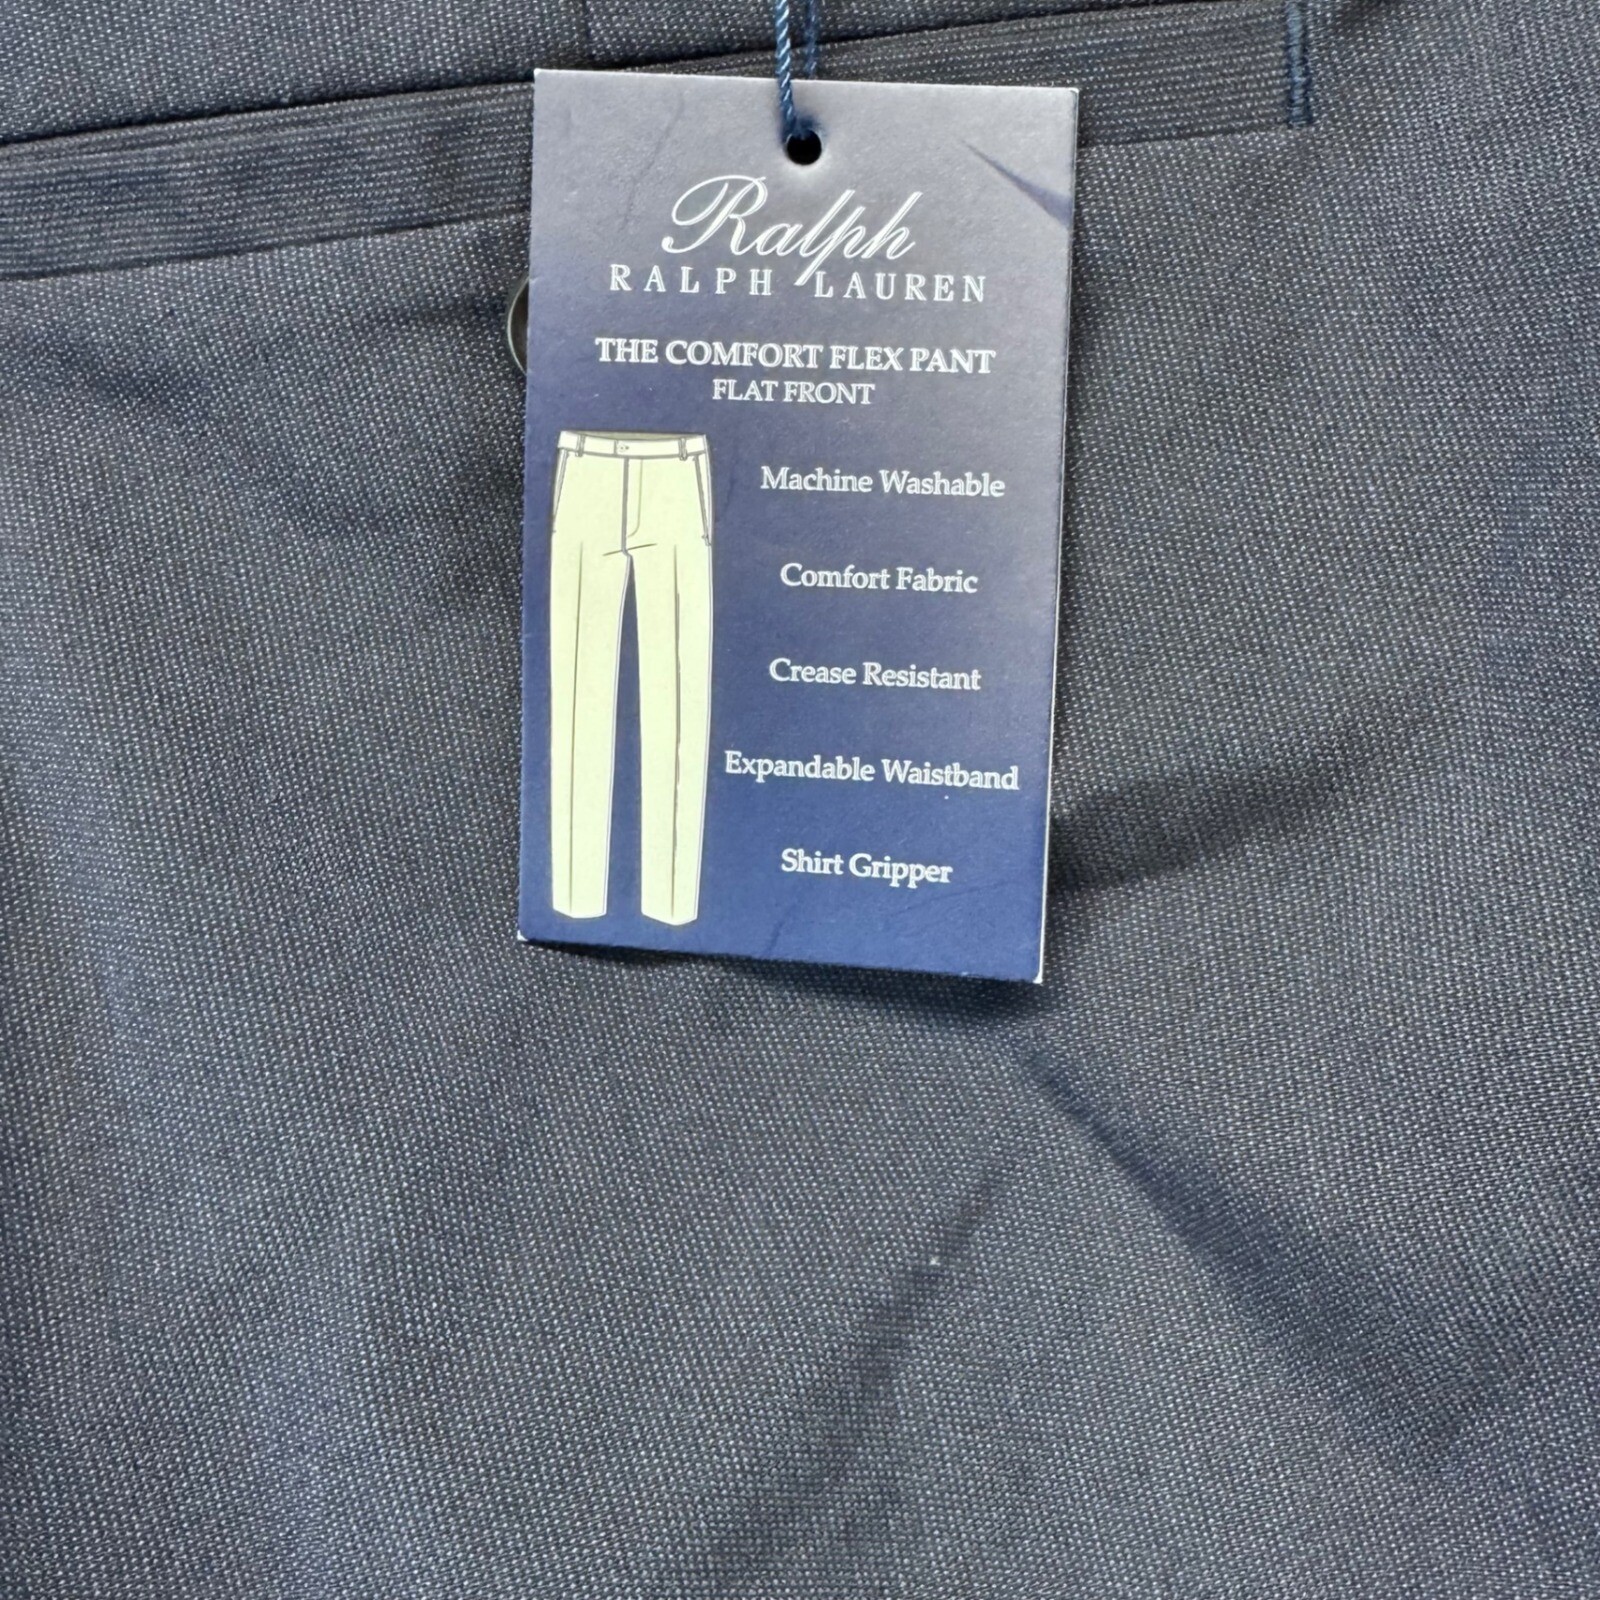 Ralph
RALPH LAUREN
THE COMFORT FLEX PANT
FLAT FRONT
Machine Washable
Comfort Fabric
Crease Resistant
Expandable Waistband
Shirt Gripper